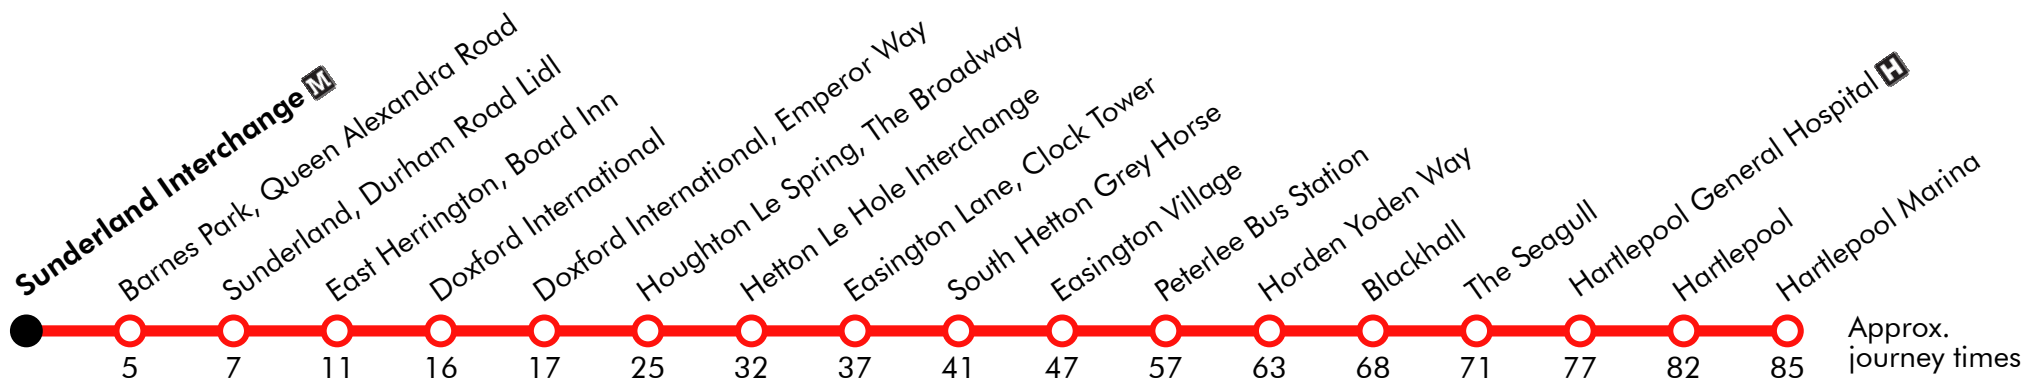 Sunderland Interchange M
Barnes Park, Queen Alexandra Road
Sunderland, Durham Road Lidl
East Herrington, Board Inn
Doxford International
Doxford International, Emperor Way
Houghton Le Spring, The Broadway
Hetton Le Hole Interchange
Easington Lane, Clock Tower
South Hetton Grey Horse
Easington Village
Peterlee Bus Station
Horden Yoden Way
Blackhall
The Seagull
Hartlepool General Hospital H
Hartlepool
Hartlepool Marina
5 7 11 16 17 25 32 37 41 47 57 63 68 71 77 82 85
Approx.
journey times